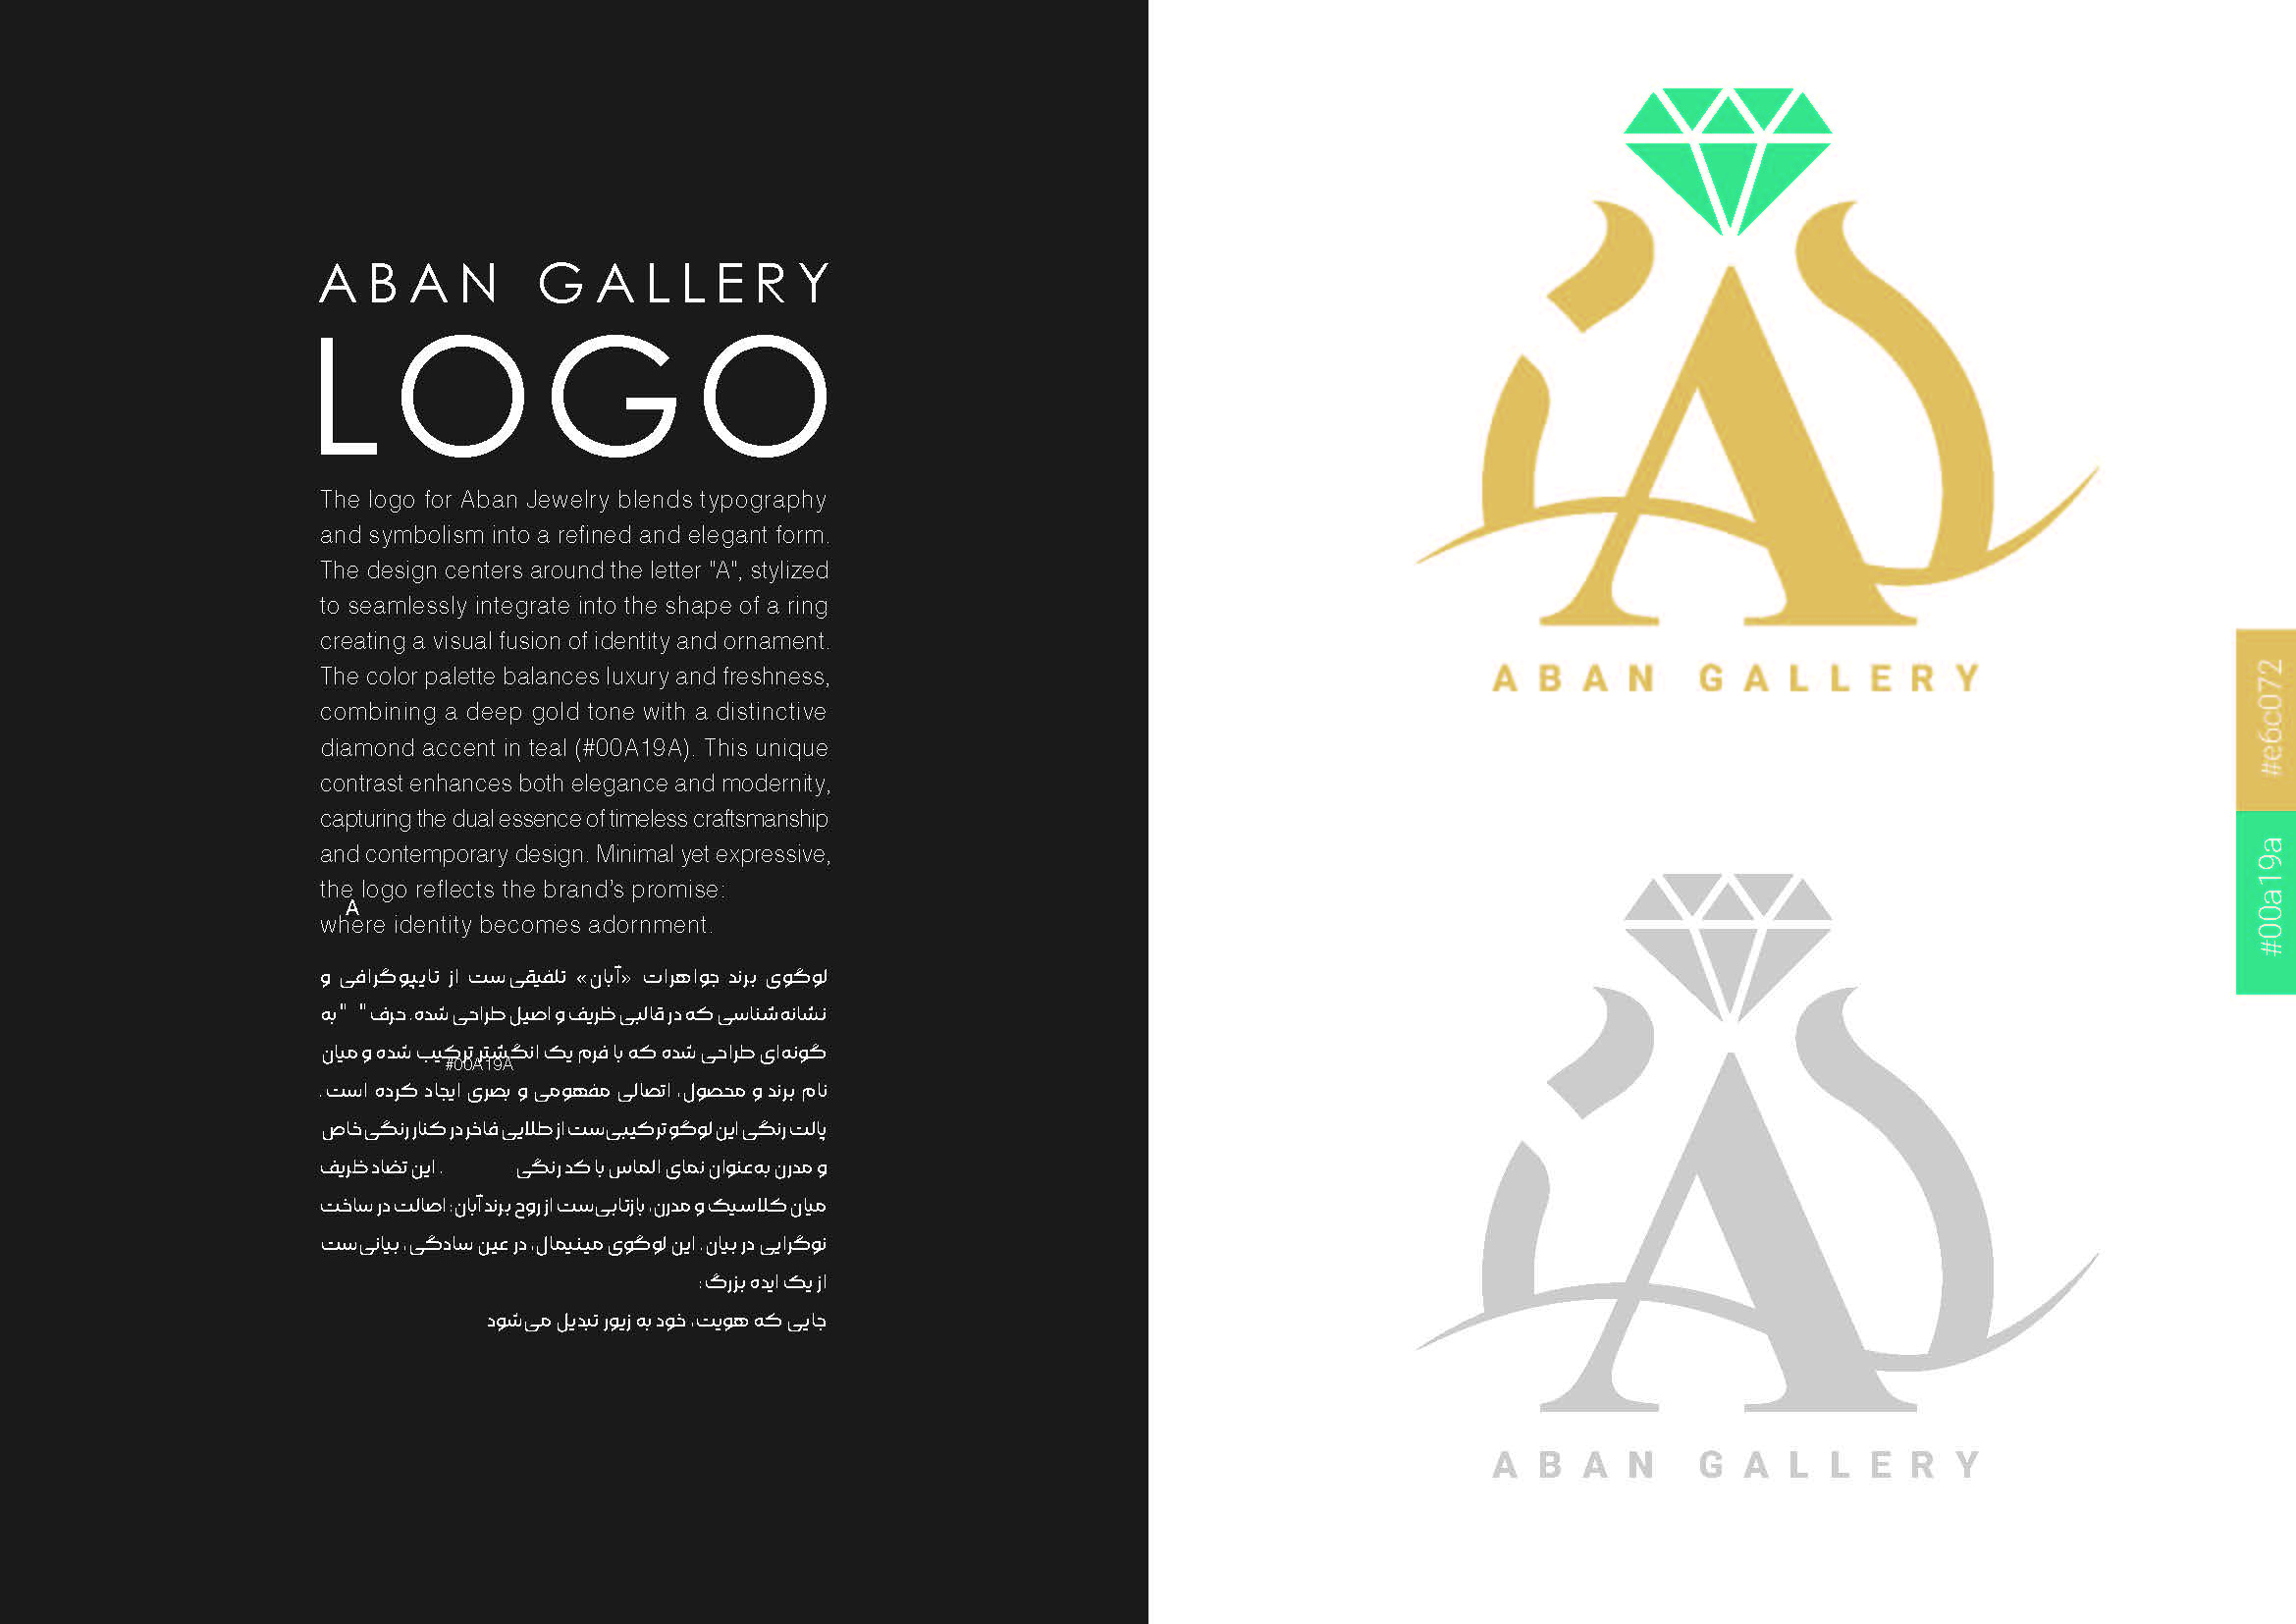 ABAN GALLERY
LOGO
The logo for Aban Jewelry blends typography
and symbolism into a refined and elegant form.
The design centers around the letter "A", stylized
to seamlessly integrate into the shape of a ring
creating a visual fusion of identity and ornament.
The color palette balances luxury and freshness,
combining a deep gold tone with a distinctive
diamond accent in teal (#00A19A). This unique
contrast enhances both elegance and modernity,
capturing the dual essence of timeless craftsmanship
and contemporary design. Minimal yet expressive,
the logo reflects the brand's promise:
A
where identity becomes adornment.
لوگوی برند جواهرات «آبان» تلفیقی‌ست از تایپوگرافی و
نشانه‌شناسی که در قالبی ظریف و اصیل طراحی شده. حرف " " به
گونه‌ای طراحی شده که با فرم یک انگشتر ترکیب شده و میان
#00A19A
نام برند و محصول، اتصالی مفهومی و بصری ایجاد کرده است.
پالت رنگی این لوگو ترکیبی‌ست از طلایی فاخر در کنار رنگی خاص
و مدرن به‌عنوان نمای الماس با کد رنگی . این تضاد ظریف
میان کلاسیک و مدرن، بازتابی‌ست از روح برند آبان: اصالت در ساخت
نوگرایی در بیان. این لوگوی مینیمال، در عین سادگی، بیانی‌ست
از یک ایده بزرگ:
جایی که هویت، خود به زیور تبدیل می‌شود
A
ABAN GALLERY
#e6c072
#00a19a
A
ABAN GALLERY